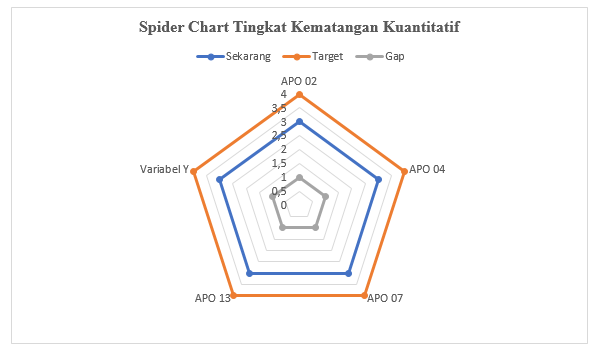 Spider Chart Tingkat Kematangan Kuantitatif
Sekarang Target Gap
APO 02
4
3,5
3
2,5
2
1,5
1
0,5
0
Variabel Y
APO 04
APO 13
APO 07